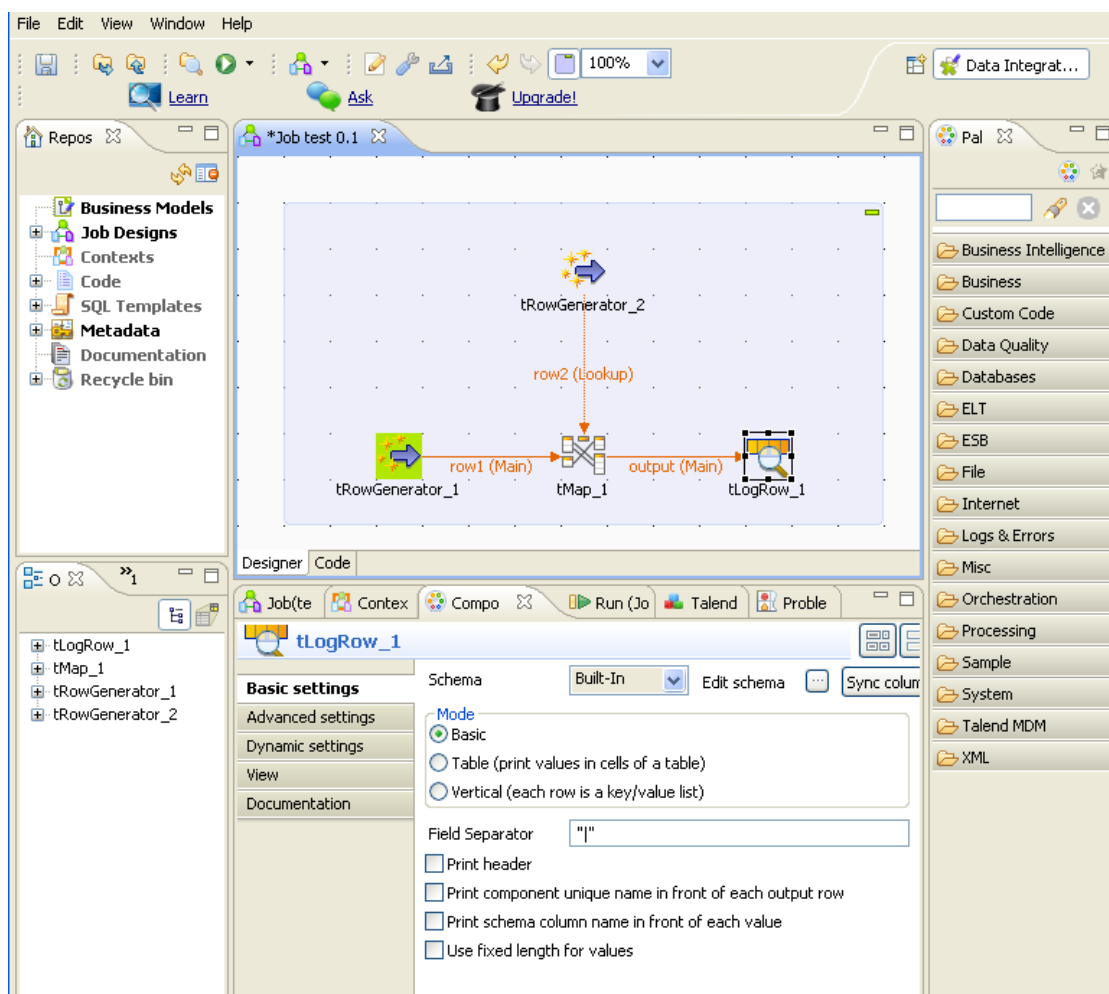 File Edit View Window Help
100%
Data Integrat...
Learn Ask Upgrade!
Repos
Business Models
Job Designs
Contexts
Code
SQL Templates
Metadata
Documentation
Recycle bin
*Job test 0.1
tRowGenerator_2
row2 (Lookup)
row1 (Main)
output (Main)
tRowGenerator_1
tMap_1
tLogRow_1
Designer Code
Pal
Business Intelligence
Business
Custom Code
Data Quality
Databases
ELT
ESB
File
Internet
Logs & Errors
Misc
Orchestration
Processing
Sample
System
Talend MDM
XML
O »1
tLogRow_1
tMap_1
tRowGenerator_1
tRowGenerator_2
Job(te Contex Compo Run (Jo Talend Proble
tLogRow_1
Basic settings
Advanced settings
Dynamic settings
View
Documentation
Schema Built-In Edit schema ... Sync colum
Mode
Basic
Table (print values in cells of a table)
Vertical (each row is a key/value list)
Field Separator "|"
Print header
Print component unique name in front of each output row
Print schema column name in front of each value
Use fixed length for values